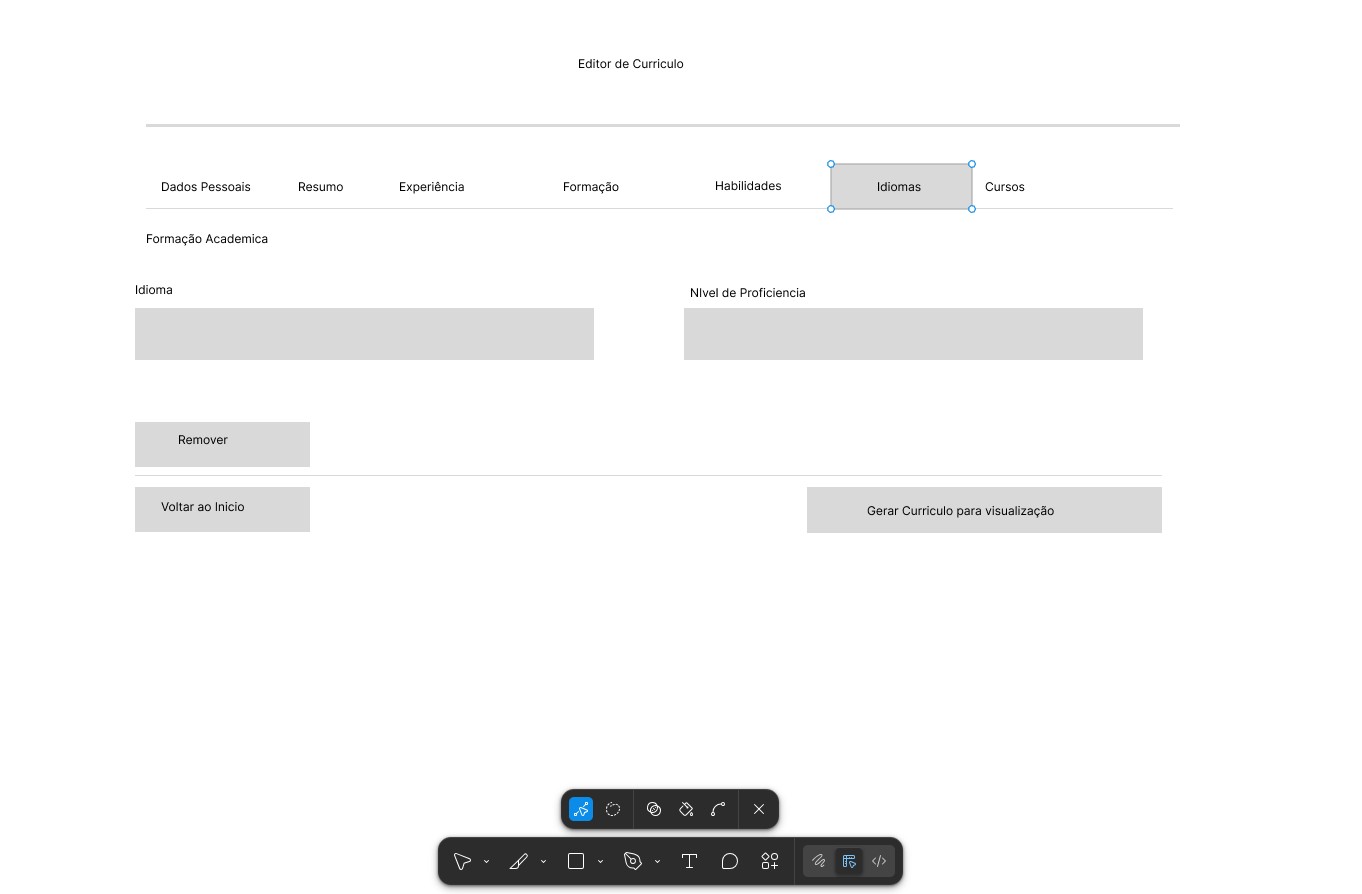 Editor de Curriculo
Dados Pessoais
Resumo
Experiência
Formação
Habilidades
Idiomas
Cursos
Formação Academica
Idioma
NIvel de Proficiencia
Remover
Voltar ao Inicio
Gerar Curriculo para visualização